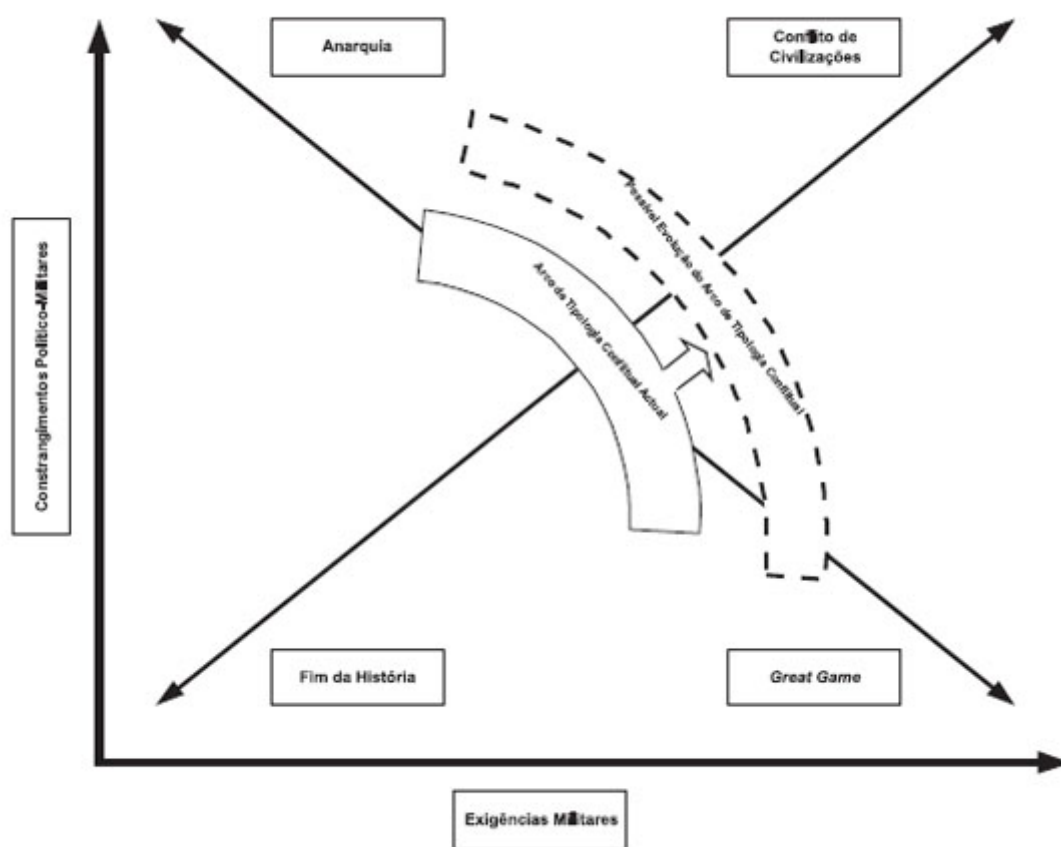 Anarquia
Conflito de
Civilizações
Possível Evolução do Arco de Tipologia Conflitual
Arco da Tipologia Conflitual Actual
Constrangimentos Político-Militares
Fim da História
Great Game
Exigências Militares